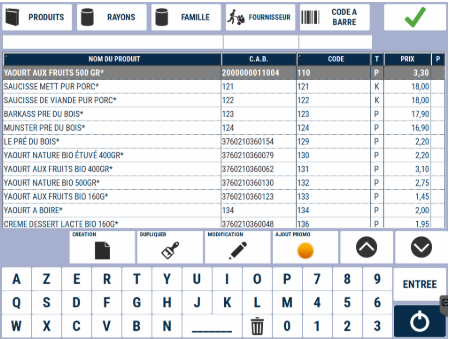 PRODUITS RAYONS FAMILLE FOURNISSEUR CODE A BARRE
NOM DU PRODUIT C.A.B. CODE T PRIX P
YAOURT AUX FRUITS 500 GR* 2000000011004 110 P 3,30
SAUCISSE METT PUR PORC* 121 121 K 18,00
SAUCISSE DE VIANDE PUR PORC* 122 122 K 18,00
BARKASS PRE DU BOIS* 123 123 P 17,90
MUNSTER PRE DU BOIS* 124 124 P 16,90
LE PRÉ DU BOIS* 3760210360154 129 P 2,20
YAOURT NATURE BIO ÉTUVÉ 400GR* 3760210360079 130 P 2,20
YAOURT AUX FRUITS BIO 400GR* 3760210360062 131 P 3,10
YAOURT NATURE BIO 500GR* 3760210360130 132 P 2,75
YAOURT AUX FRUITS BIO 160G* 3760210360123 133 P 1,45
YAOURT A BOIRE* 134 134 P 2,00
CREME DESSERT LACTE BIO 160G* 3760210360048 136 P 1,95
CREATION DUPLIQUER MODIFICATION AJOUT PROMO
A Z E R T Y U I O P 7 8 9 ENTREE
Q S D F G H J K L M 4 5 6
W X C V B N 0 1 2 3